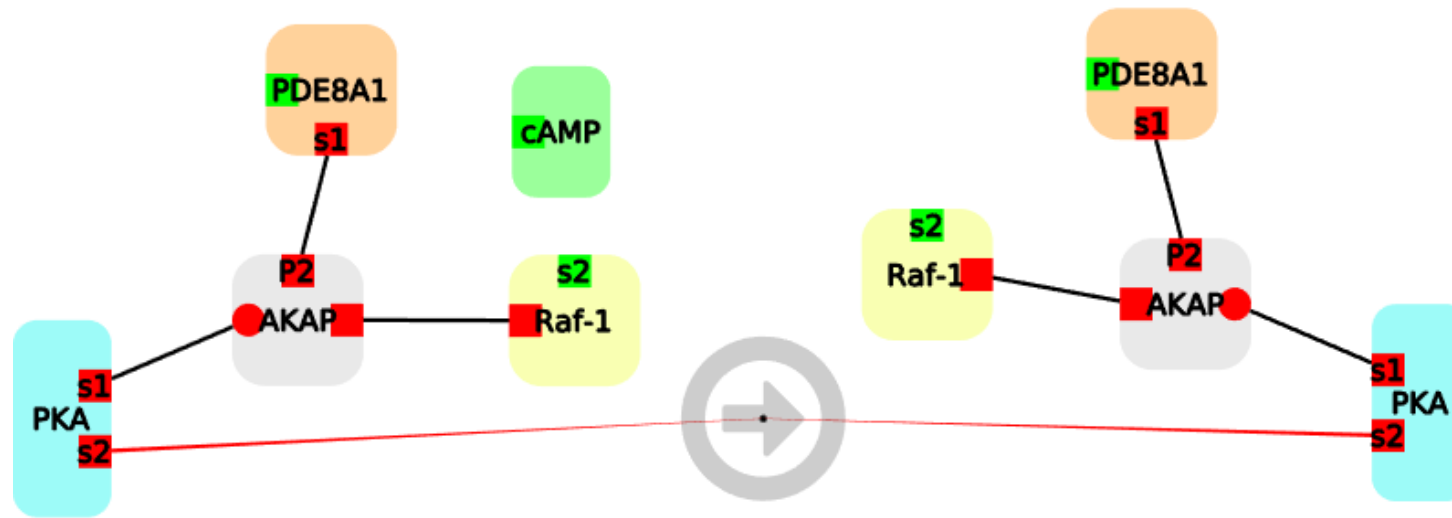 PDE8A1
s1
cAMP
P2
AKAP
s2
Raf-1
s1
PKA
s2
PDE8A1
s1
s2
Raf-1
P2
AKAP
s1
PKA
s2